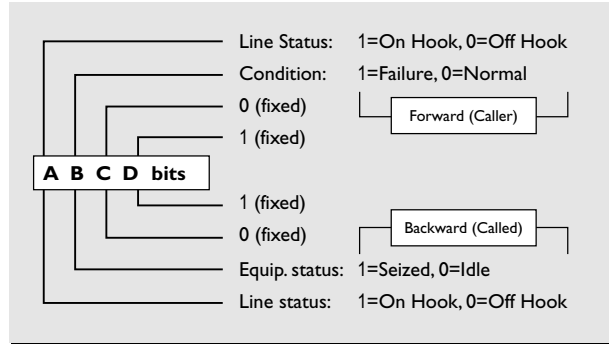 Line Status: 1=On Hook, 0=Off Hook
Condition: 1=Failure, 0=Normal
0 (fixed)
Forward (Caller)
1 (fixed)
A B C D bits
1 (fixed)
Backward (Called)
0 (fixed)
Equip. status: 1=Seized, 0=Idle
Line status: 1=On Hook, 0=Off Hook